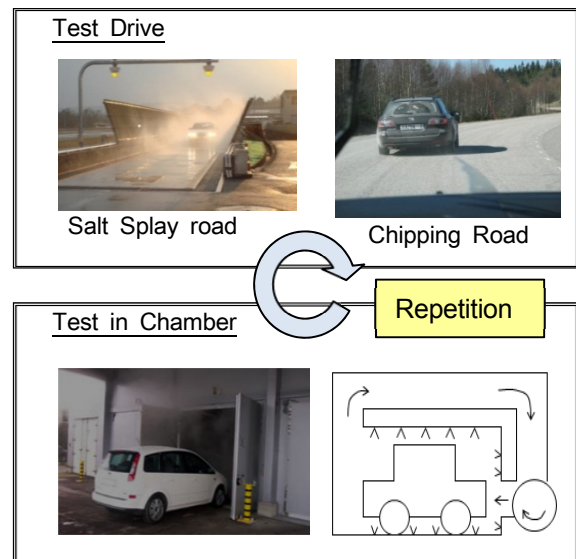 Test Drive
Salt Splay road
Chipping Road
Repetition
Test in Chamber